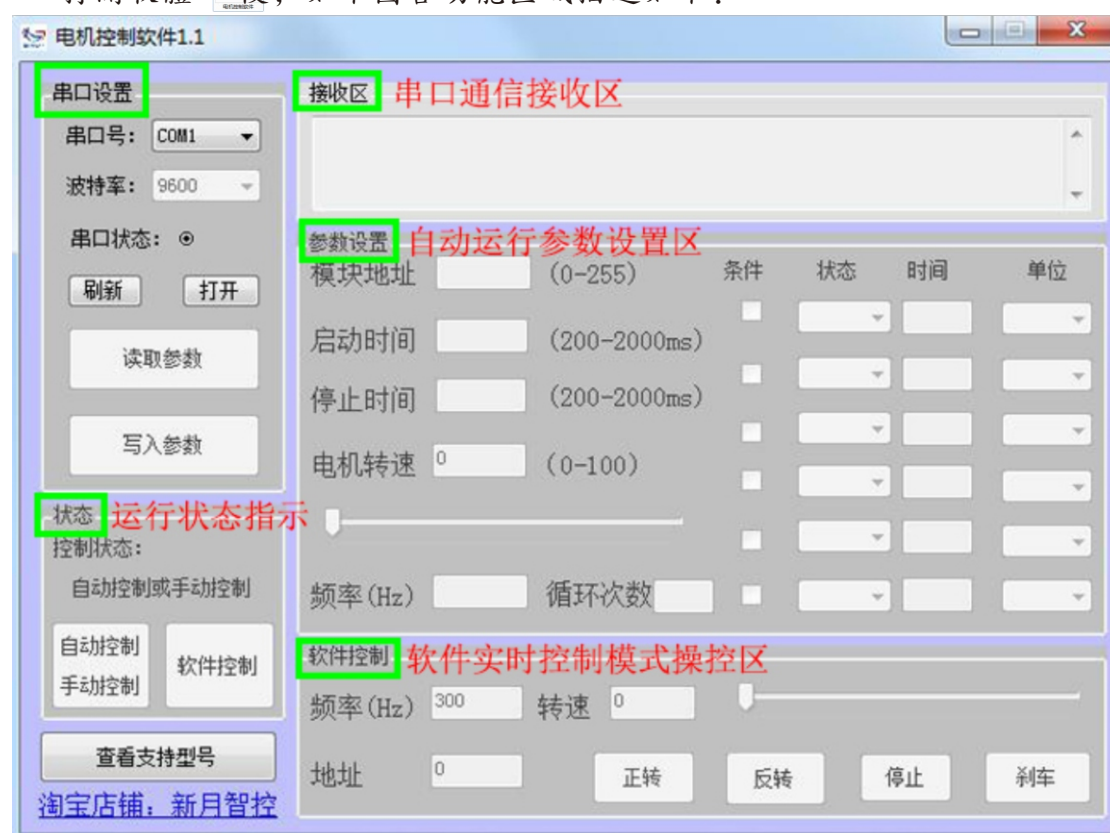 电机控制软件1.1
串口设置
串口号: COM1
波特率: 9600
串口状态:
刷新 打开
读取参数
写入参数
状态 运行状态指示
控制状态:
自动控制或手动控制
自动控制
手动控制
软件控制
查看支持型号
淘宝店铺: 新月智控
接收区 串口通信接收区
参数设置 自动运行参数设置区
模块地址 (0-255) 条件 状态 时间 单位
启动时间 (200-2000ms)
停止时间 (200-2000ms)
电机转速 0 (0-100)
频率(Hz) 循环次数
软件控制 软件实时控制模式操控区
频率(Hz) 300 转速 0
地址 0 正转 反转 停止 刹车